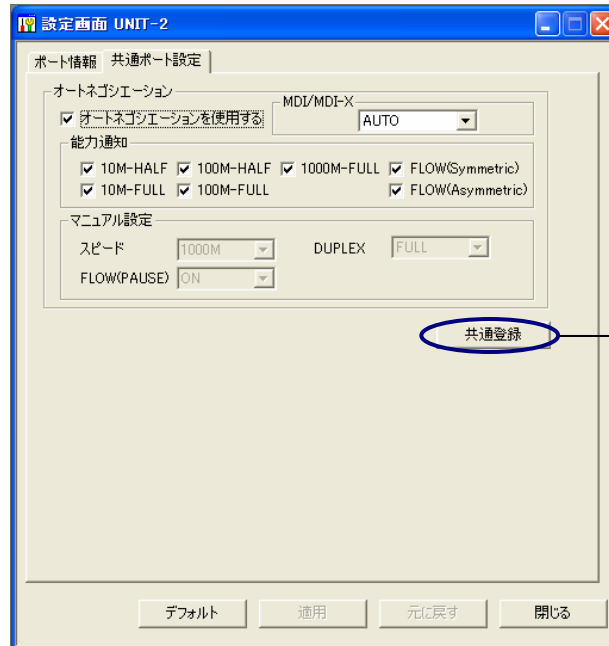 設定画面 UNIT-2
ポート情報 共通ポート設定
オートネゴシエーション
オートネゴシエーションを使用する
MDI/MDI-X
AUTO
能力通知
10M-HALF 100M-HALF 1000M-FULL FLOW(Symmetric)
10M-FULL 100M-FULL FLOW(Asymmetric)
マニュアル設定
スピード 1000M DUPLEX FULL
FLOW(PAUSE) ON
共通登録
デフォルト 適用 元に戻す 閉じる